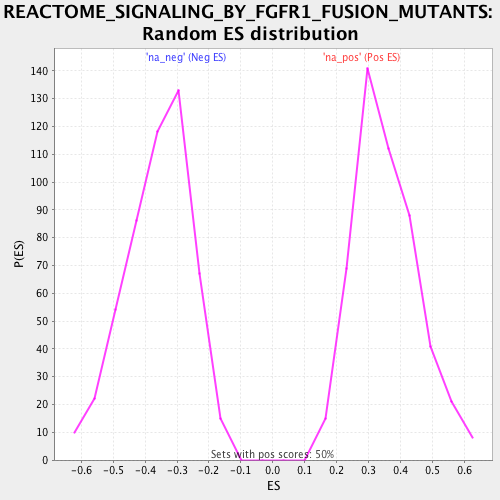 REACTOME_SIGNALING_BY_FGFR1_FUSION_MUTANTS:
Random ES distribution
'na_neg' (Neg ES)
'na_pos' (Pos ES)
P(ES)
140
130
120
110
100
90
80
70
60
50
40
30
20
10
0
Sets with pos scores: 50%
-0.6 -0.5 -0.4 -0.3 -0.2 -0.1 0.0 0.1 0.2 0.3 0.4 0.5 0.6
ES